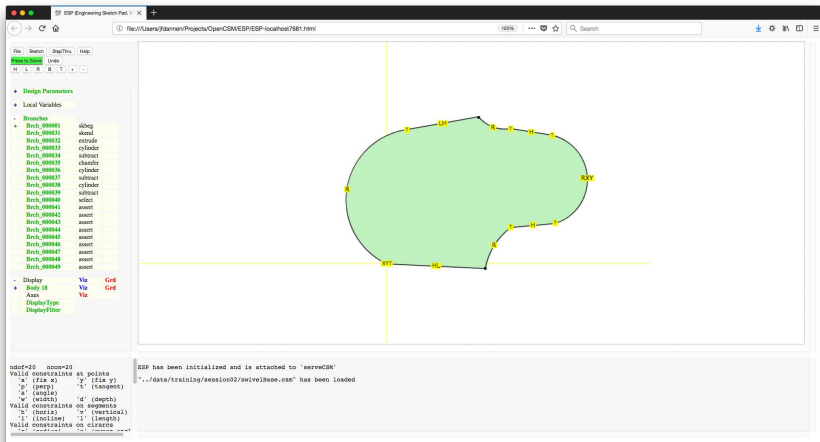 ESP (Engineering Sketch Pad,
file:///Users/jfdannen/Projects/OpenCSM/ESP/ESP-localhost7681.html
100%
Search
File Sketch StepThru Help
Press to Solve Undo
H L R B T + -
+ Design Parameters
+ Local Variables
- Branches
+ Brch_000001 skbeg
Brch_000031 skend
Brch_000032 extrude
Brch_000033 cylinder
Brch_000034 subtract
Brch_000035 chamfer
Brch_000036 cylinder
Brch_000037 subtract
Brch_000038 cylinder
Brch_000039 subtract
Brch_000040 select
Brch_000041 assert
Brch_000042 assert
Brch_000043 assert
Brch_000044 assert
Brch_000045 assert
Brch_000046 assert
Brch_000047 assert
Brch_000048 assert
Brch_000049 assert
- Display Viz Grd
+ Body 18 Viz Grd
Axes Viz
DisplayType
DisplayFilter
T LH R T H T
R
RXY
T H T
R
XYT HL
ndof=20 ncon=20
Valid constraints at points
'x' (fix x) 'y' (fix y)
'p' (perp) 't' (tangent)
'a' (angle)
'w' (width) 'd' (depth)
Valid constraints on segments
'h' (horiz) 'v' (vertical)
'i' (incline) 'l' (length)
Valid constraints on cirarcs
ESP has been initialized and is attached to 'serveCSM'
"../data/training/session02/swivelBase.csm" has been loaded